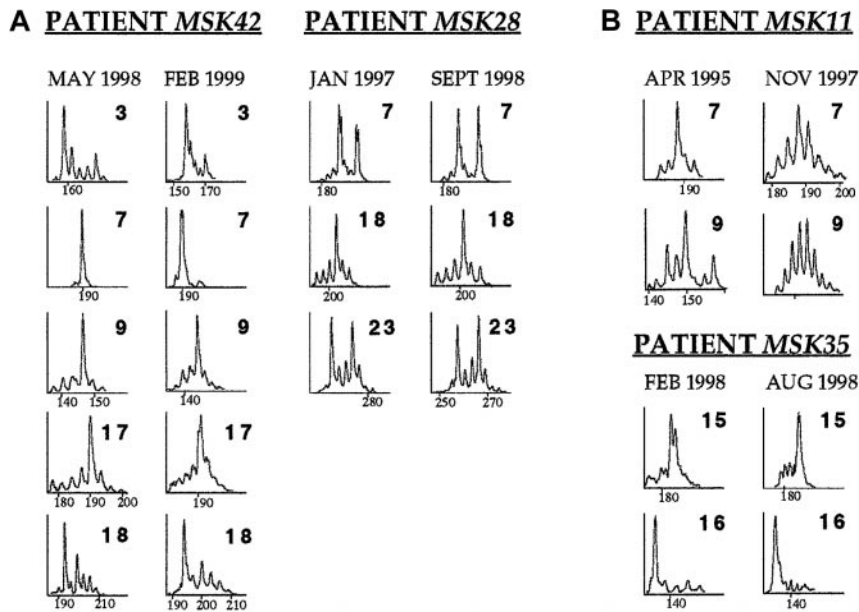 A PATIENT MSK42 PATIENT MSK28 B PATIENT MSK11
MAY 1998 FEB 1999 JAN 1997 SEPT 1998 APR 1995 NOV 1997
3 3 7 7 7 7
160 150 170 180 180 190 180 190 200
7 7 18 18 9 9
190 190 200 200 140 150
9 9 23 23
140 150 140 280 250 270
PATIENT MSK35
FEB 1998 AUG 1998
17 17 15 15
180 190 200 190 180 180
18 18 16 16
190 210 190 200 210 140 140